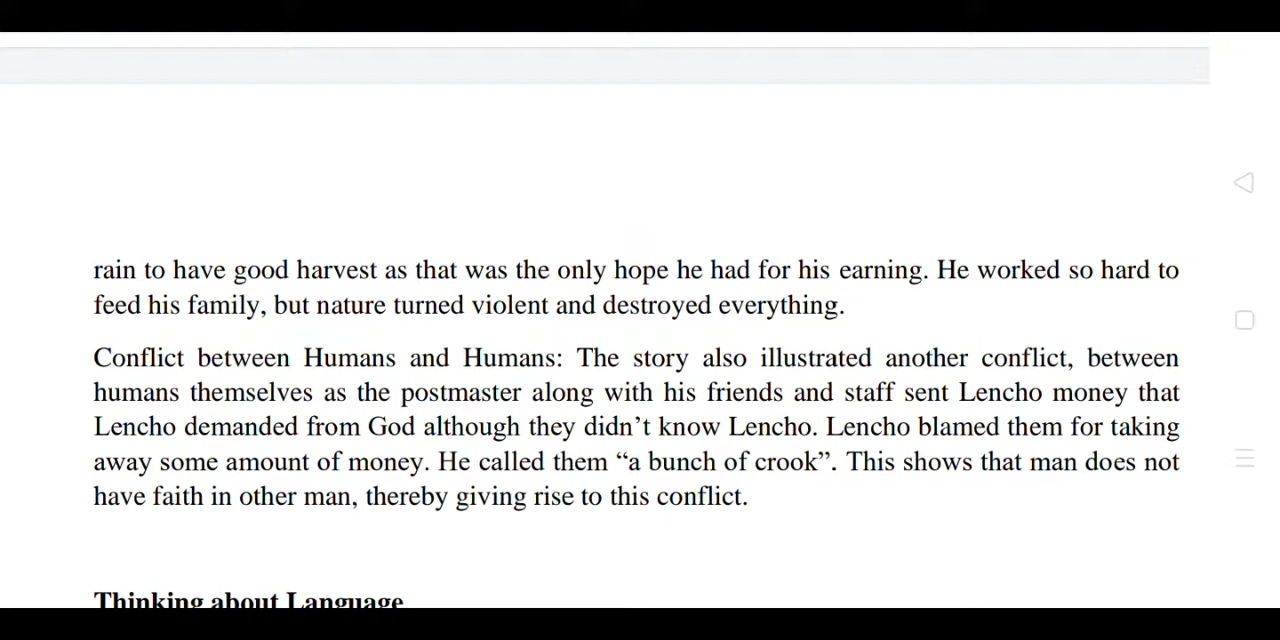 rain to have good harvest as that was the only hope he had for his earning. He worked so hard to
feed his family, but nature turned violent and destroyed everything.
Conflict between Humans and Humans: The story also illustrated another conflict, between
humans themselves as the postmaster along with his friends and staff sent Lencho money that
Lencho demanded from God although they didn’t know Lencho. Lencho blamed them for taking
away some amount of money. He called them “a bunch of crook”. This shows that man does not
have faith in other man, thereby giving rise to this conflict.
Thinking about Language